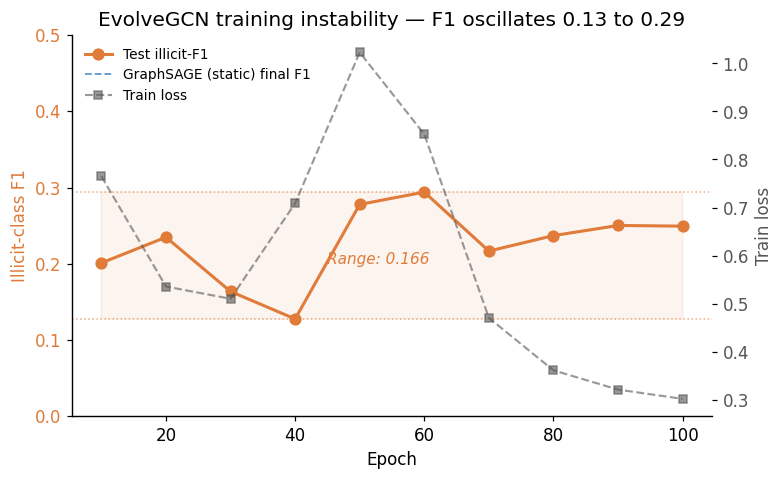 EvolveGCN training instability — F1 oscillates 0.13 to 0.29
Test illicit-F1
GraphSAGE (static) final F1
Train loss
Illicit-class F1
0.5
0.4
0.3
0.2
0.1
0.0
Range: 0.166
1.0
0.9
0.8
0.7
0.6
0.5
0.4
0.3
Train loss
20
40
60
80
100
Epoch